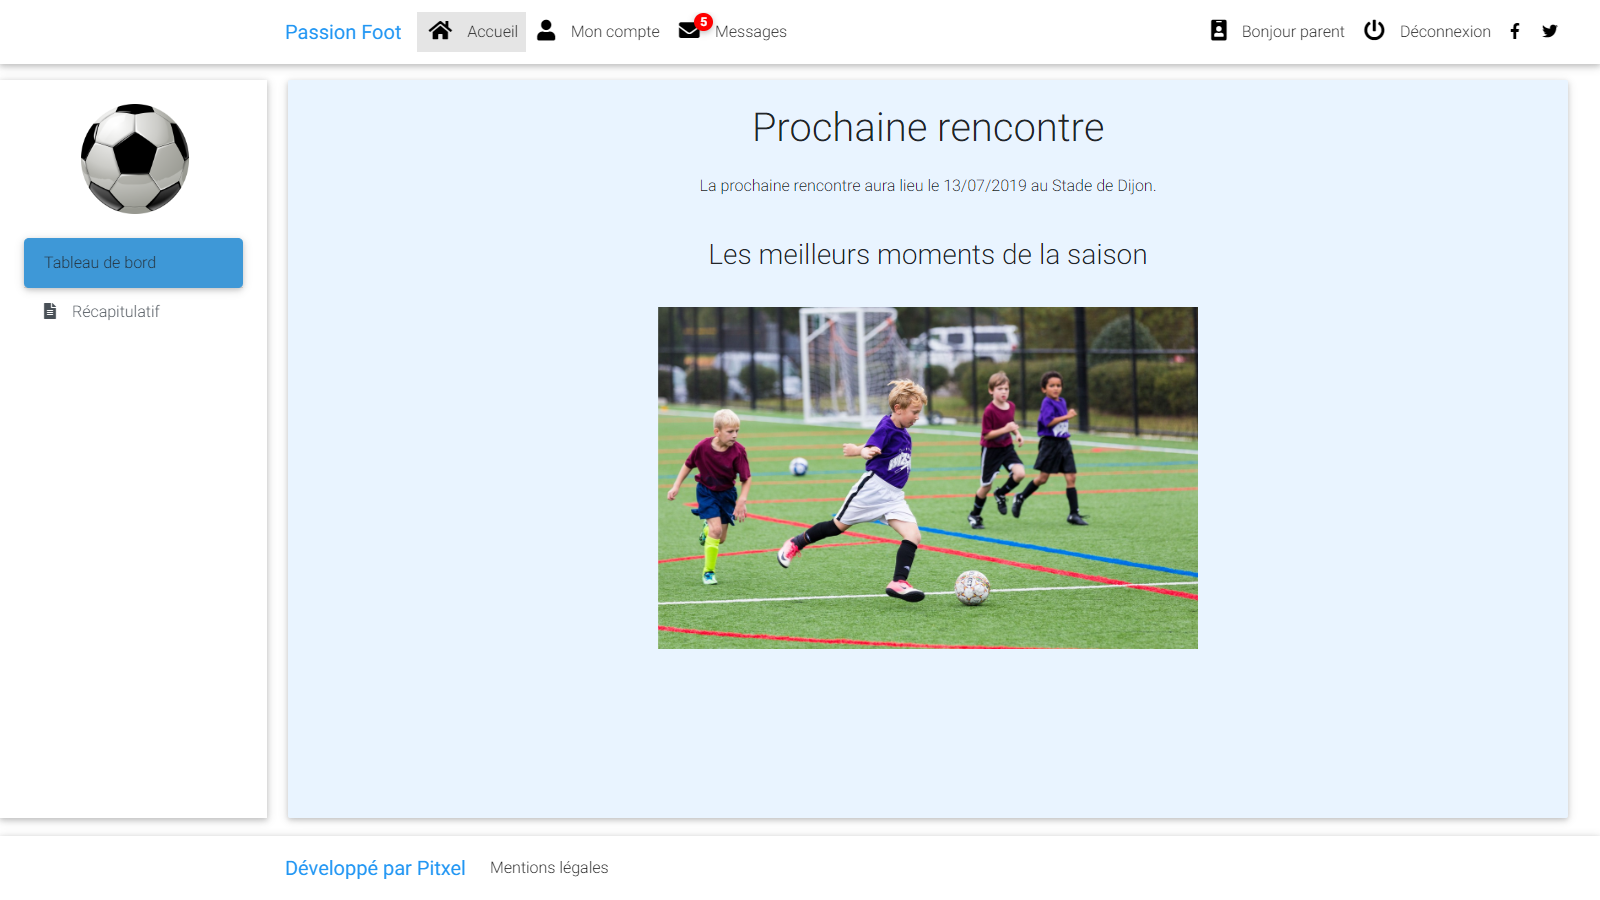 Passion Foot
Accueil
Mon compte
5
Messages
Bonjour parent
Déconnexion
Tableau de bord
Récapitulatif
Prochaine rencontre
La prochaine rencontre aura lieu le 13/07/2019 au Stade de Dijon.
Les meilleurs moments de la saison
Développé par Pitxel
Mentions légales